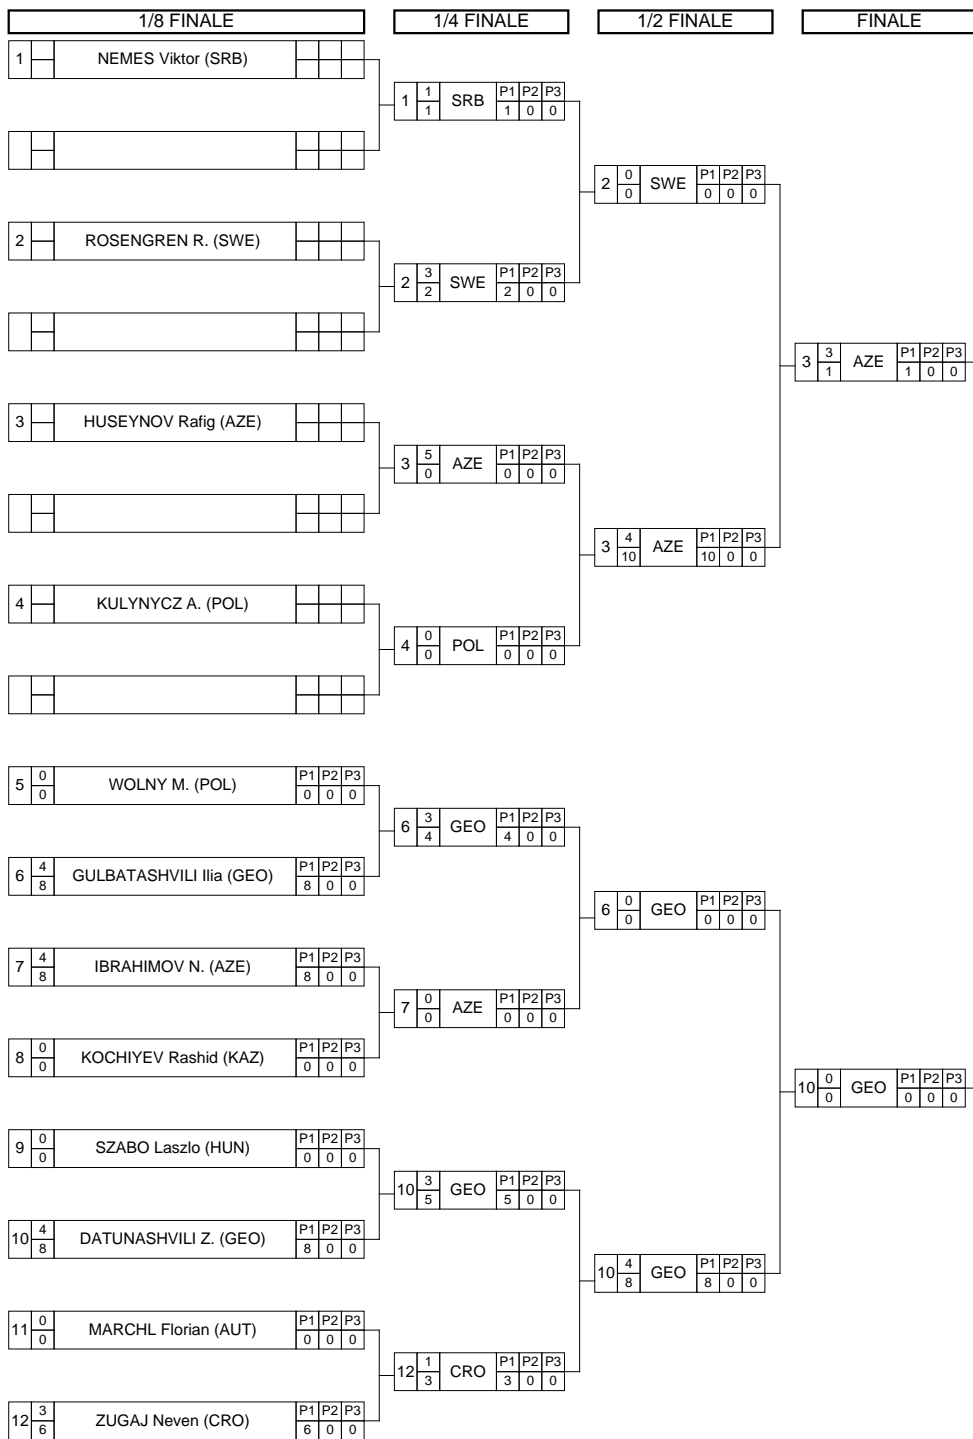 1/8 FINALE 1/4 FINALE 1/2 FINALE FINALE
1 NEMES Viktor (SRB)
1 1 SRB P1 P2 P3
1 1 0 0
2 0 SWE P1 P2 P3
0 0 0 0
2 ROSENGREN R. (SWE)
2 3 SWE P1 P2 P3
2 2 0 0
3 3 AZE P1 P2 P3
1 1 0 0
3 HUSEYNOV Rafig (AZE)
3 5 AZE P1 P2 P3
0 0 0 0
3 4 AZE P1 P2 P3
10 10 0 0
4 KULYNYCZ A. (POL)
4 0 POL P1 P2 P3
0 0 0 0
5 0 WOLNY M. (POL) P1 P2 P3
0 0 0 0
6 3 GEO P1 P2 P3
4 4 0 0
6 4 GULBATASHVILI Ilia (GEO) P1 P2 P3
8 8 0 0
6 0 GEO P1 P2 P3
0 0 0 0
7 4 IBRAHIMOV N. (AZE) P1 P2 P3
8 8 0 0
7 0 AZE P1 P2 P3
0 0 0 0
8 0 KOCHIYEV Rashid (KAZ) P1 P2 P3
0 0 0 0
10 0 GEO P1 P2 P3
0 0 0 0
9 0 SZABO Laszlo (HUN) P1 P2 P3
0 0 0 0
10 3 GEO P1 P2 P3
5 5 0 0
10 4 DATUNASHVILI Z. (GEO) P1 P2 P3
8 8 0 0
10 4 GEO P1 P2 P3
8 8 0 0
11 0 MARCHL Florian (AUT) P1 P2 P3
0 0 0 0
12 1 CRO P1 P2 P3
3 3 0 0
12 3 ZUGAJ Neven (CRO) P1 P2 P3
6 6 0 0